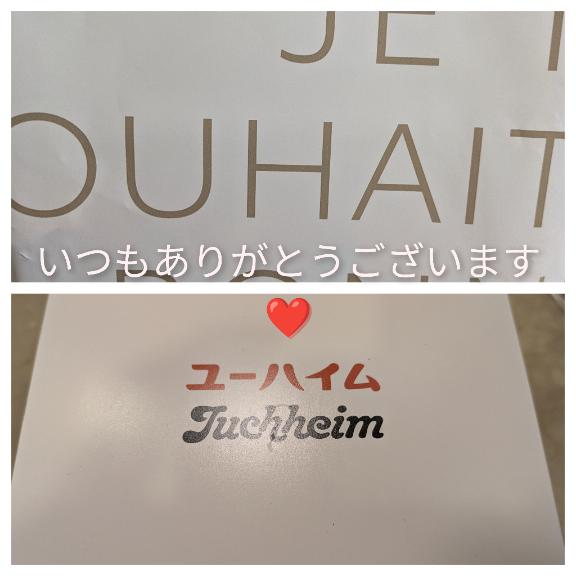 JE T
OUHAIT
いつもありがとうございます
ユーハイム
Juchheim